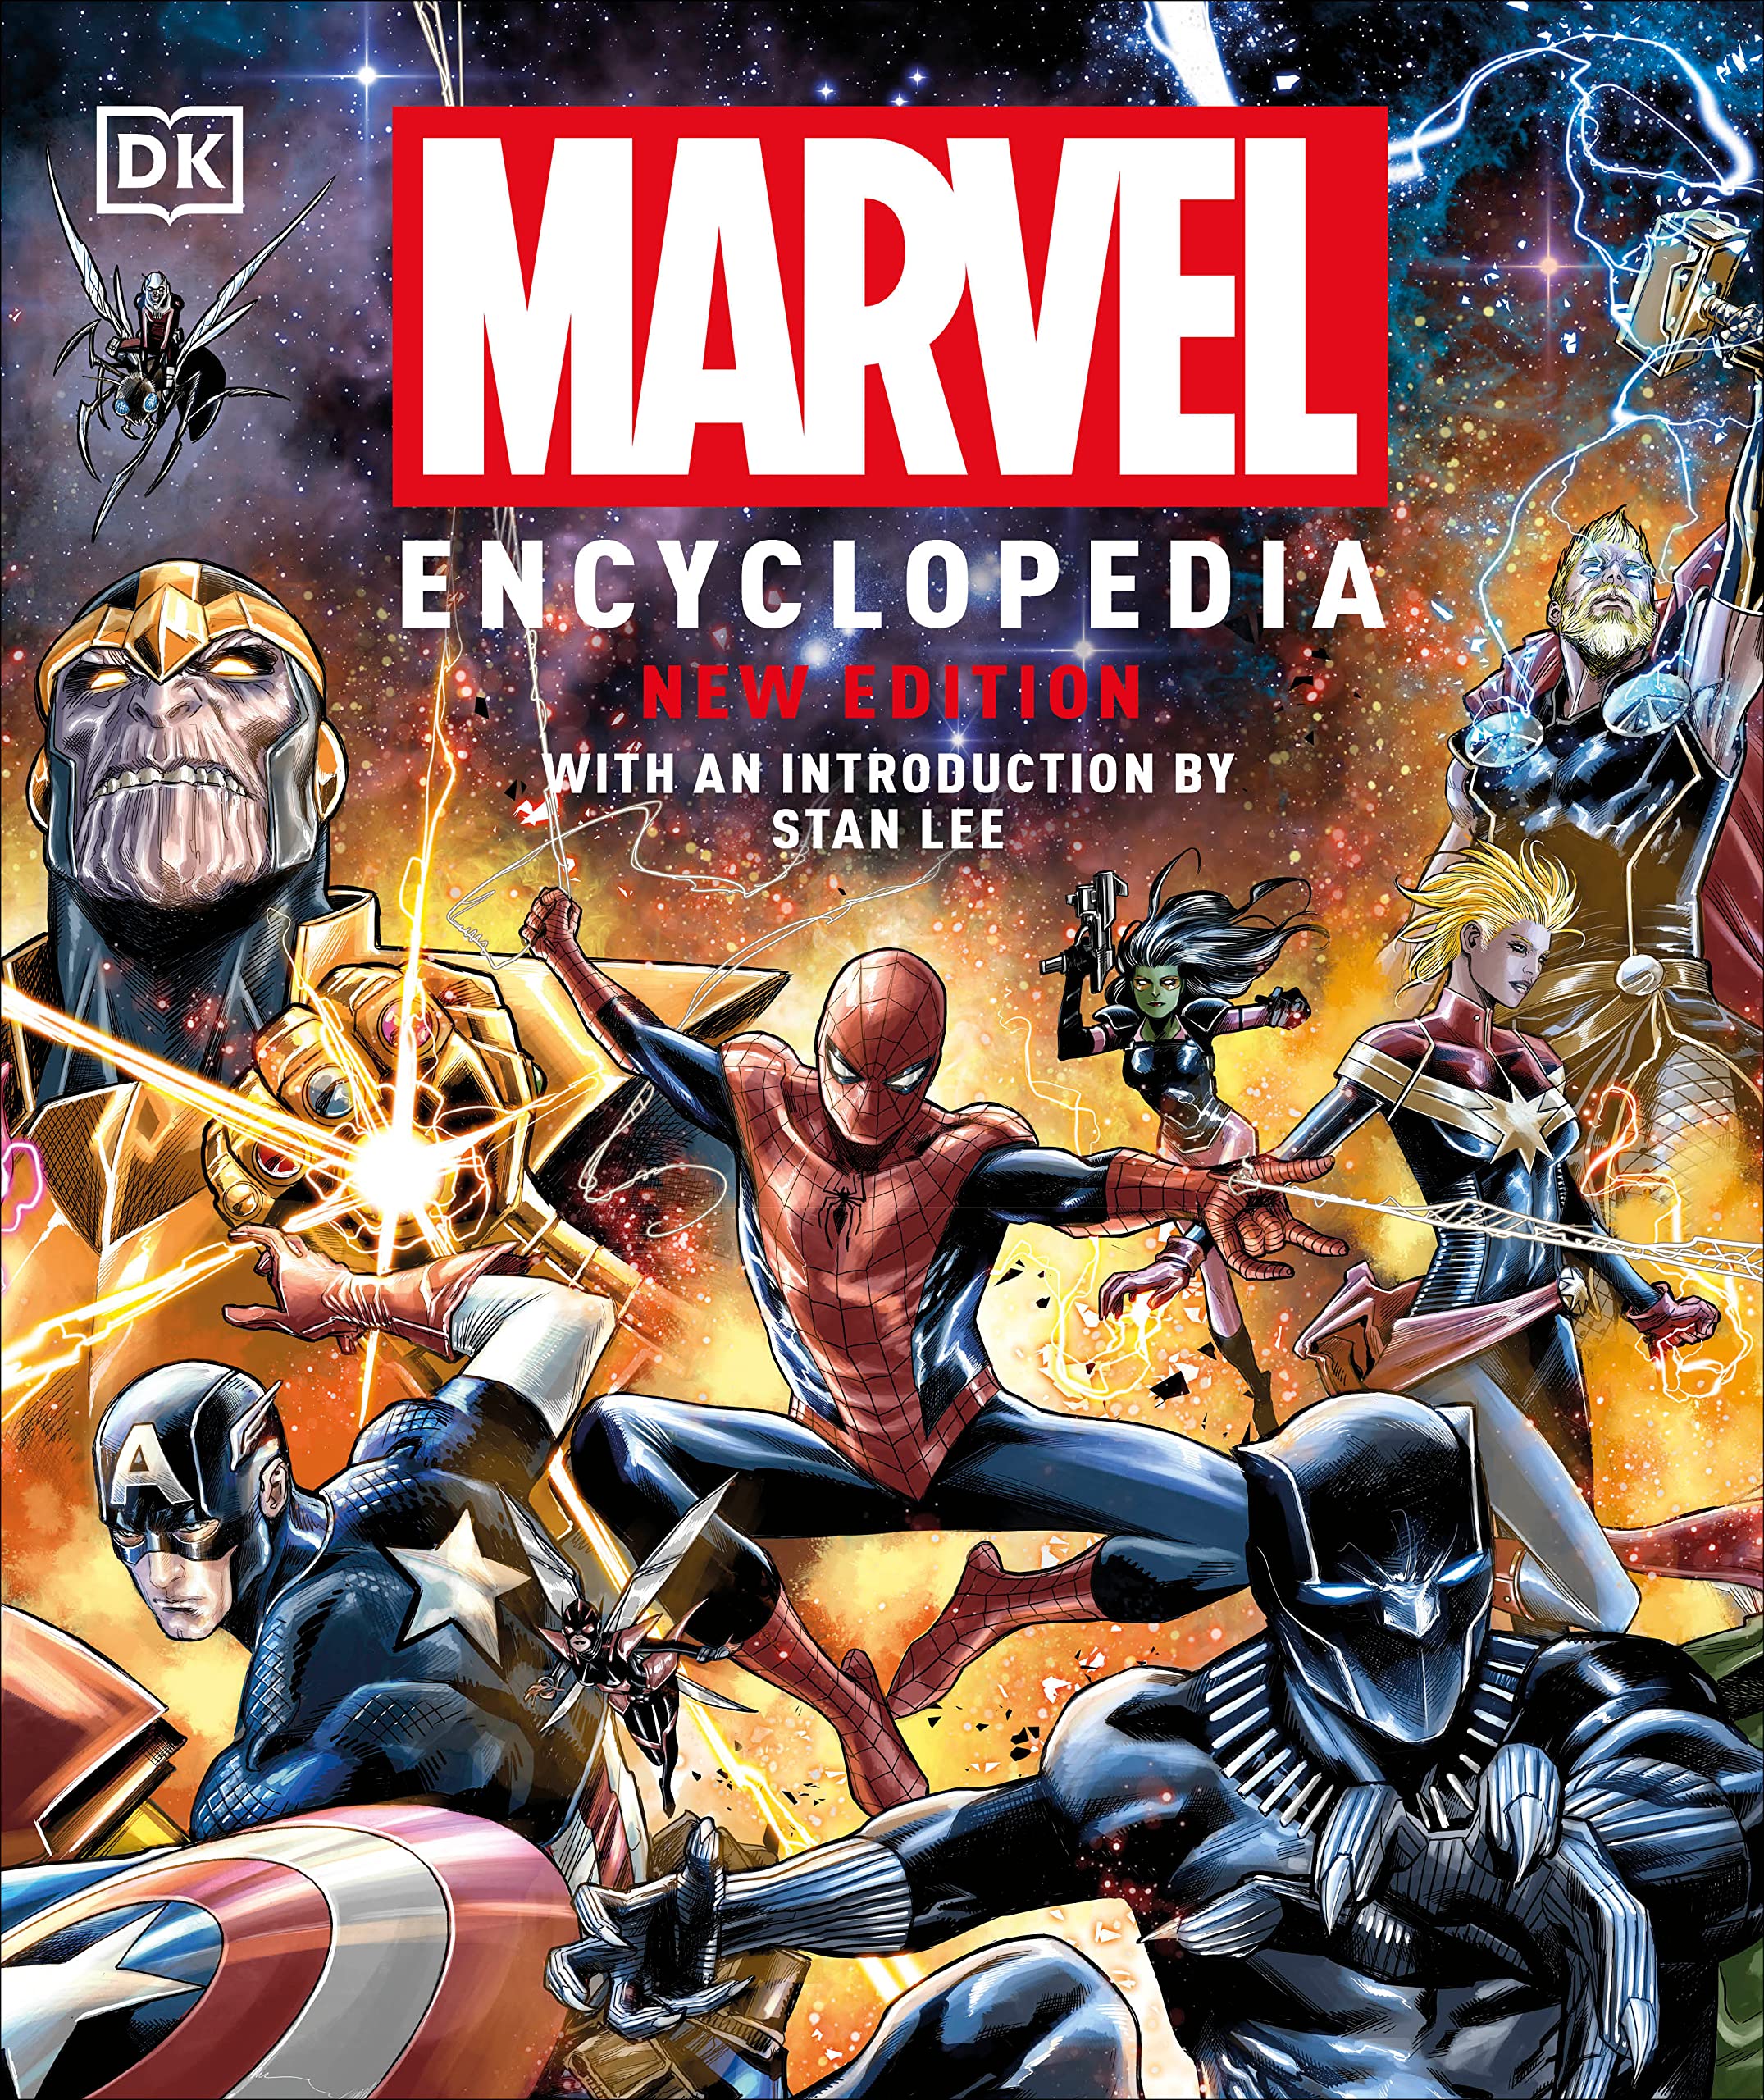 DK
MARVEL
ENCYCLOPEDIA
NEW EDITION
WITH AN INTRODUCTION BY
STAN LEE
A